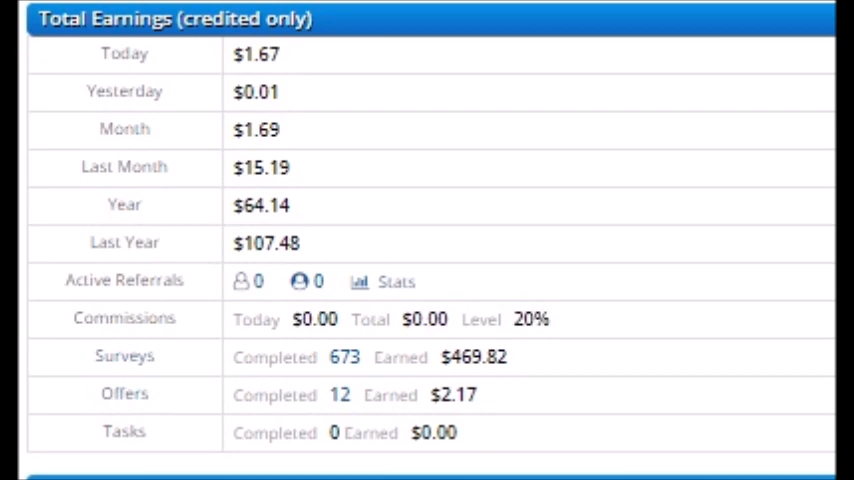 Total Earnings (credited only)
Today $1.67
Yesterday $0.01
Month $1.69
Last Month $15.19
Year $64.14
Last Year $107.48
Active Referrals 0 0 Stats
Commissions Today $0.00 Total $0.00 Level 20%
Surveys Completed 673 Earned $469.82
Offers Completed 12 Earned $2.17
Tasks Completed 0 Earned $0.00